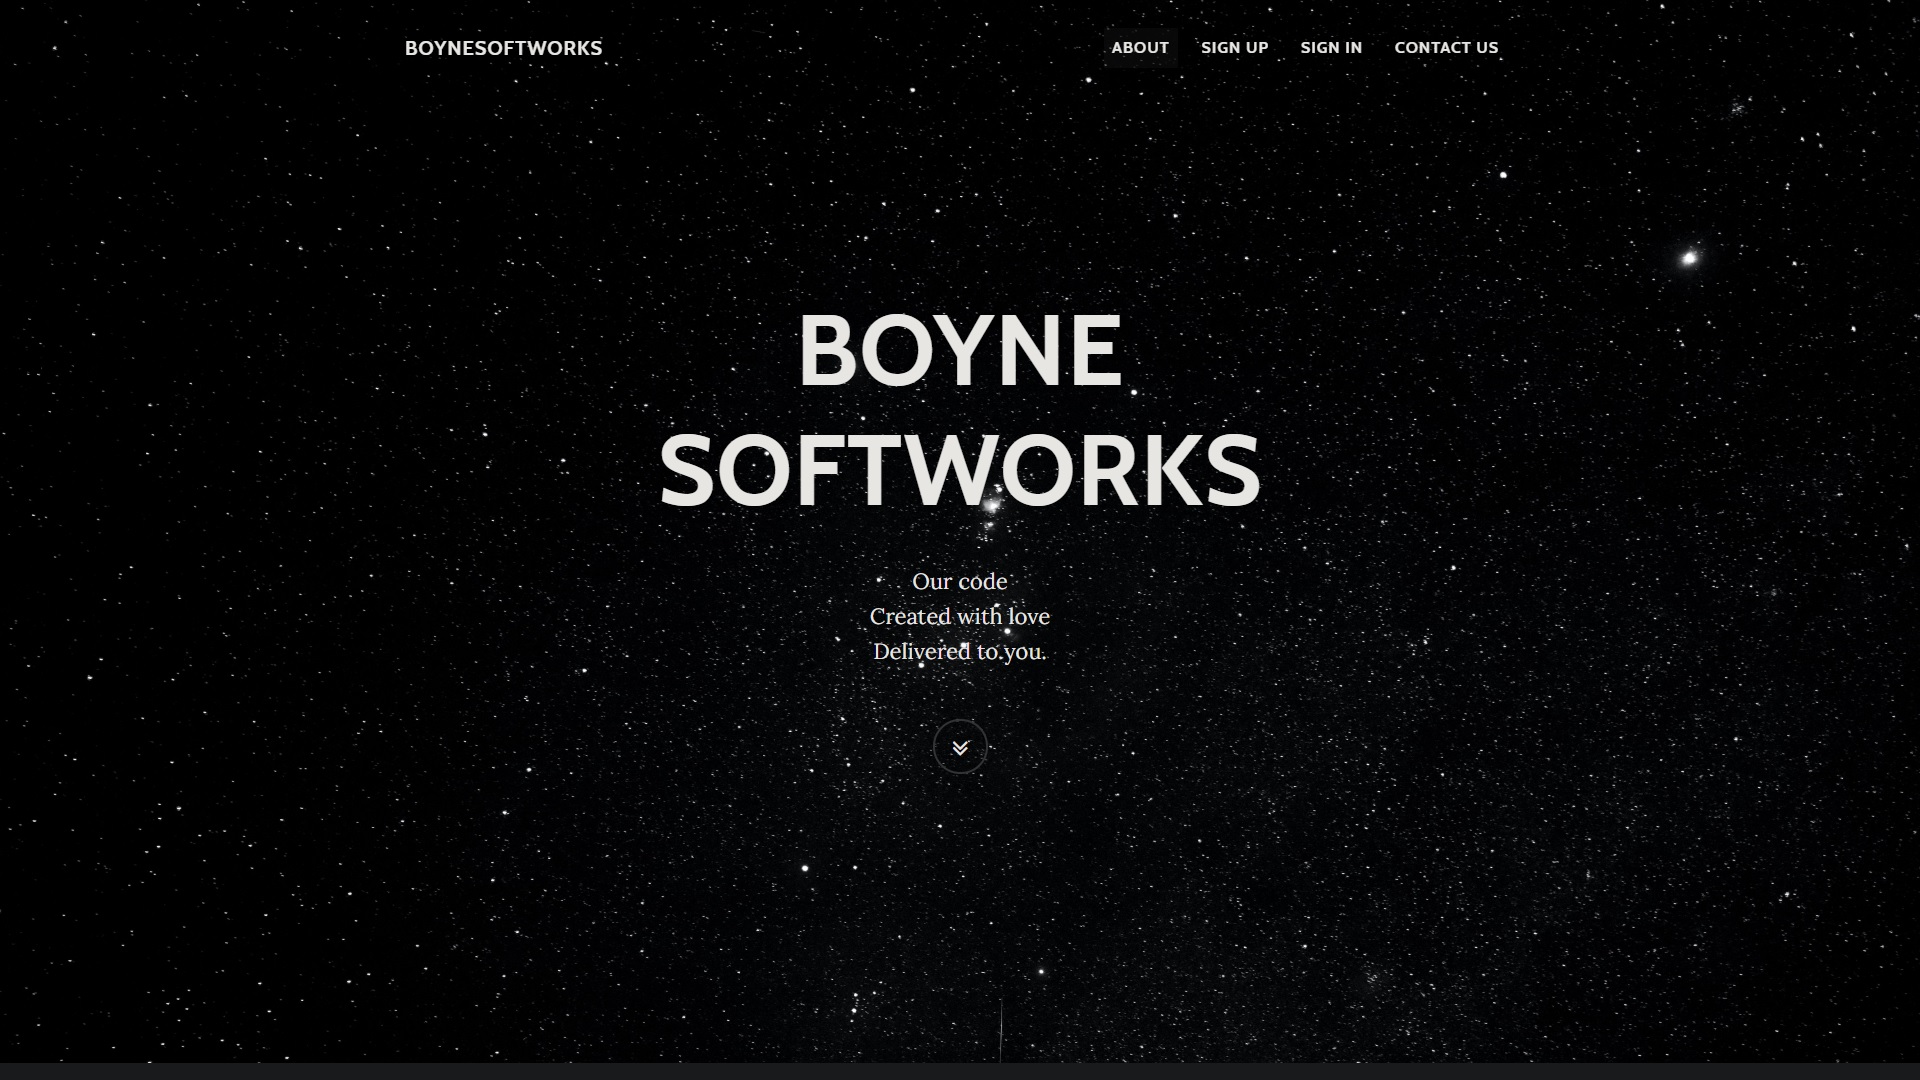 BOYNESOFTWORKS
ABOUT SIGN UP SIGN IN CONTACT US
BOYNE
SOFTWORKS
Our code
Created with love
Delivered to you.